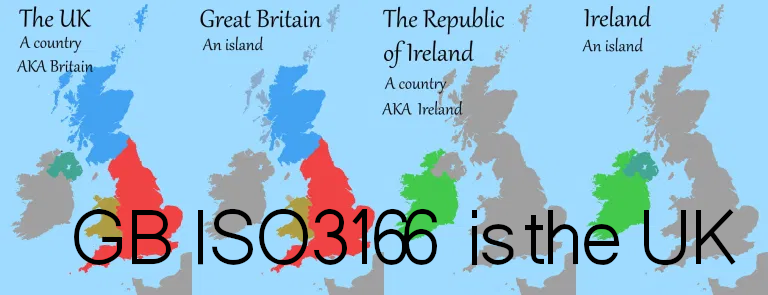 The UK
A country
AKA Britain
Great Britain
An island
The Republic
of Ireland
A country
AKA Ireland
Ireland
An island
GB ISO3166 is the UK